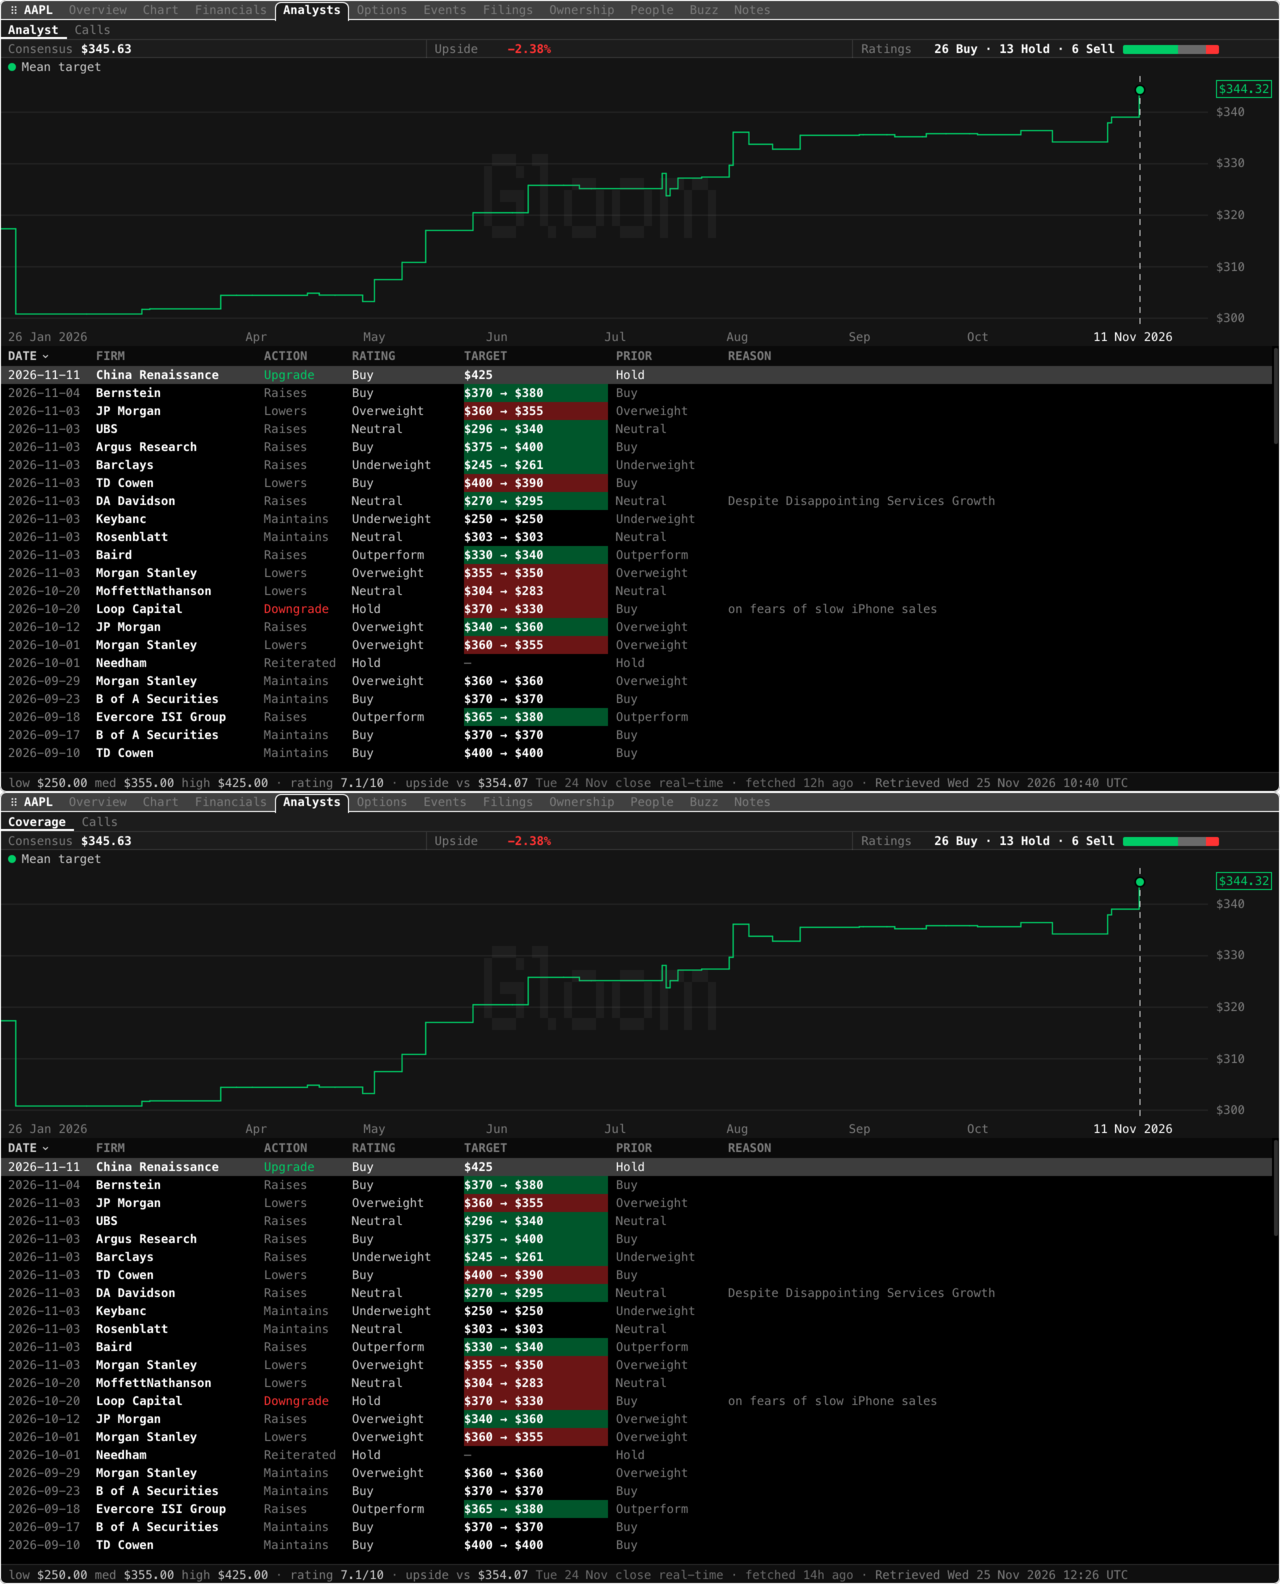 ⠿ AAPL Overview Chart Financials Analysts Options Events Filings Ownership People Buzz Notes
Analyst Calls
Consensus $345.63 Upside −2.38% Ratings 26 Buy · 13 Hold · 6 Sell
● Mean target
$344.32
$340
$330
Gloom
$320
$310
$300
26 Jan 2026 Apr May Jun Jul Aug Sep Oct 11 Nov 2026
DATE FIRM ACTION RATING TARGET PRIOR REASON
2026-11-11 China Renaissance Upgrade Buy $425 Hold
2026-11-04 Bernstein Raises Buy $370 → $380 Buy
2026-11-03 JP Morgan Lowers Overweight $360 → $355 Overweight
2026-11-03 UBS Raises Neutral $296 → $340 Neutral
2026-11-03 Argus Research Raises Buy $375 → $400 Buy
2026-11-03 Barclays Raises Underweight $245 → $261 Underweight
2026-11-03 TD Cowen Lowers Buy $400 → $390 Buy
2026-11-03 DA Davidson Raises Neutral $270 → $295 Neutral Despite Disappointing Services Growth
2026-11-03 Keybanc Maintains Underweight $250 → $250 Underweight
2026-11-03 Rosenblatt Maintains Neutral $303 → $303 Neutral
2026-11-03 Baird Raises Outperform $330 → $340 Outperform
2026-11-03 Morgan Stanley Lowers Overweight $355 → $350 Overweight
2026-10-20 MoffettNathanson Lowers Neutral $304 → $283 Neutral
2026-10-20 Loop Capital Downgrade Hold $370 → $330 Buy on fears of slow iPhone sales
2026-10-12 JP Morgan Raises Overweight $340 → $360 Overweight
2026-10-01 Morgan Stanley Lowers Overweight $360 → $355 Overweight
2026-10-01 Needham Reiterated Hold — Hold
2026-09-29 Morgan Stanley Maintains Overweight $360 → $360 Overweight
2026-09-23 B of A Securities Maintains Buy $370 → $370 Buy
2026-09-18 Evercore ISI Group Raises Outperform $365 → $380 Outperform
2026-09-17 B of A Securities Maintains Buy $370 → $370 Buy
2026-09-10 TD Cowen Maintains Buy $400 → $400 Buy
low $250.00 med $355.00 high $425.00 · rating 7.1/10 · upside vs $354.07 Tue 24 Nov close real-time · fetched 12h ago · Retrieved Wed 25 Nov 2026 10:40 UTC
⠿ AAPL Overview Chart Financials Analysts Options Events Filings Ownership People Buzz Notes
Coverage Calls
Consensus $345.63 Upside −2.38% Ratings 26 Buy · 13 Hold · 6 Sell
● Mean target
$344.32
$340
$330
Gloom
$320
$310
$300
26 Jan 2026 Apr May Jun Jul Aug Sep Oct 11 Nov 2026
DATE FIRM ACTION RATING TARGET PRIOR REASON
2026-11-11 China Renaissance Upgrade Buy $425 Hold
2026-11-04 Bernstein Raises Buy $370 → $380 Buy
2026-11-03 JP Morgan Lowers Overweight $360 → $355 Overweight
2026-11-03 UBS Raises Neutral $296 → $340 Neutral
2026-11-03 Argus Research Raises Buy $375 → $400 Buy
2026-11-03 Barclays Raises Underweight $245 → $261 Underweight
2026-11-03 TD Cowen Lowers Buy $400 → $390 Buy
2026-11-03 DA Davidson Raises Neutral $270 → $295 Neutral Despite Disappointing Services Growth
2026-11-03 Keybanc Maintains Underweight $250 → $250 Underweight
2026-11-03 Rosenblatt Maintains Neutral $303 → $303 Neutral
2026-11-03 Baird Raises Outperform $330 → $340 Outperform
2026-11-03 Morgan Stanley Lowers Overweight $355 → $350 Overweight
2026-10-20 MoffettNathanson Lowers Neutral $304 → $283 Neutral
2026-10-20 Loop Capital Downgrade Hold $370 → $330 Buy on fears of slow iPhone sales
2026-10-12 JP Morgan Raises Overweight $340 → $360 Overweight
2026-10-01 Morgan Stanley Lowers Overweight $360 → $355 Overweight
2026-10-01 Needham Reiterated Hold — Hold
2026-09-29 Morgan Stanley Maintains Overweight $360 → $360 Overweight
2026-09-23 B of A Securities Maintains Buy $370 → $370 Buy
2026-09-18 Evercore ISI Group Raises Outperform $365 → $380 Outperform
2026-09-17 B of A Securities Maintains Buy $370 → $370 Buy
2026-09-10 TD Cowen Maintains Buy $400 → $400 Buy
low $250.00 med $355.00 high $425.00 · rating 7.1/10 · upside vs $354.07 Tue 24 Nov close real-time · fetched 14h ago · Retrieved Wed 25 Nov 2026 12:26 UTC